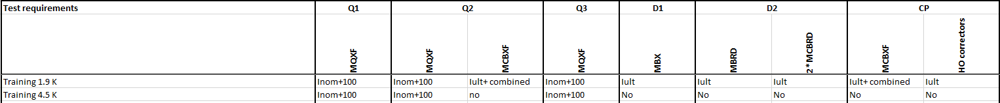 Test requirements Q1 Q2 Q3 D1 D2 CP
MQXF MQXF MCBXF MQXF MBX MBRD 2*MCBRD MCBXF HO correctors
Training 1.9 K Inom+100 Inom+100 Iult+ combined Inom+100 Iult Iult Iult Iult+ combined Iult
Training 4.5 K Inom+100 Inom+100 no Inom+100 No No No No No